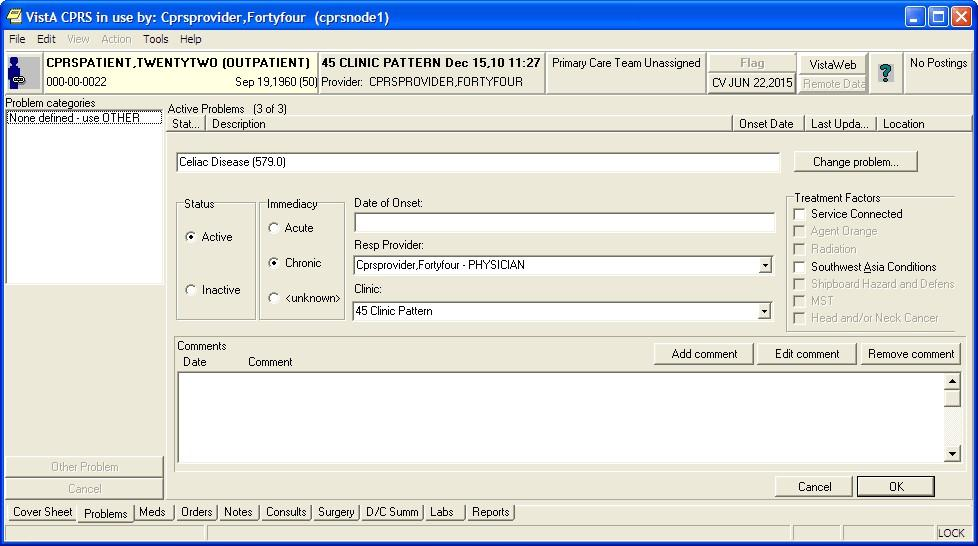 VistA CPRS in use by: Cprsprovider,Fortyfour (cprsnode1)
File Edit View Action Tools Help
CPRSPATIENT,TWENTYTWO (OUTPATIENT) 45 CLINIC PATTERN Dec 15,10 11:27 Primary Care Team Unassigned Flag VistaWeb ? No Postings
000-00-0022 Sep 19,1960 (50) Provider: CPRSPROVIDER,FORTYFOUR CV JUN 22,2015 Remote Data
Problem categories
None defined - use OTHER
Active Problems (3 of 3)
Stat... Description Onset Date Last Upda... Location
Celiac Disease (579.0) Change problem...
Status
Active
Inactive
Immediacy
Acute
Chronic
<unknown>
Date of Onset:
Resp Provider:
Cprsprovider,Fortyfour - PHYSICIAN
Clinic:
45 Clinic Pattern
Treatment Factors
Service Connected
Agent Orange
Radiation
Southwest Asia Conditions
Shipboard Hazard and Defens
MST
Head and/or Neck Cancer
Comments
Date Comment
Add comment Edit comment Remove comment
Other Problem
Cancel
Cancel OK
Cover Sheet Problems Meds Orders Notes Consults Surgery D/C Summ Labs Reports
LOCK